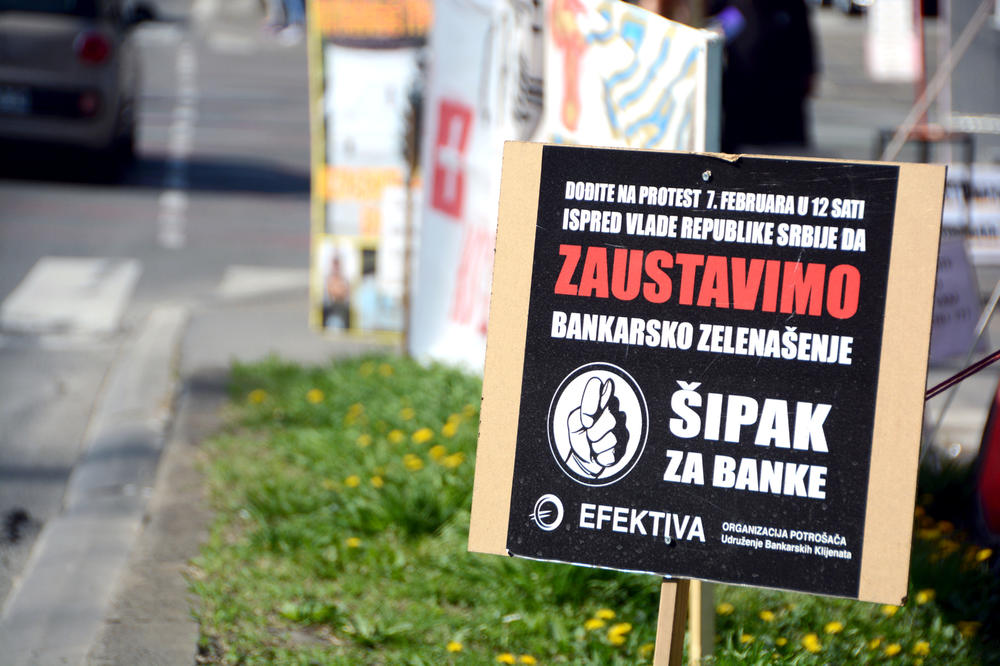 DOĐITE NA PROTEST 7. FEBRUARA U 12 SATI
ISPRED VLADE REPUBLIKE SRBIJE DA
ZAUSTAVIMO
BANKARSKO ZELENAŠENJE
ŠIPAK
ZA BANKE
EFEKTIVA
ORGANIZACIJA POTROŠAČA
Udruženje Bankarskih Klijenata